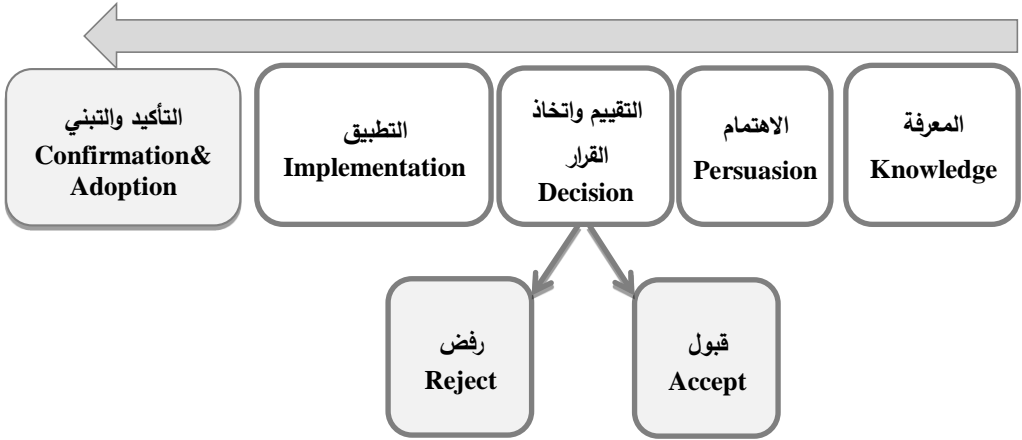 المعرفة
Knowledge
الاهتمام
Persuasion
التقييم واتخاذ
القرار
Decision
التطبيق
Implementation
التأكيد والتبني
Confirmation&
Adoption
قبول
Accept
رفض
Reject